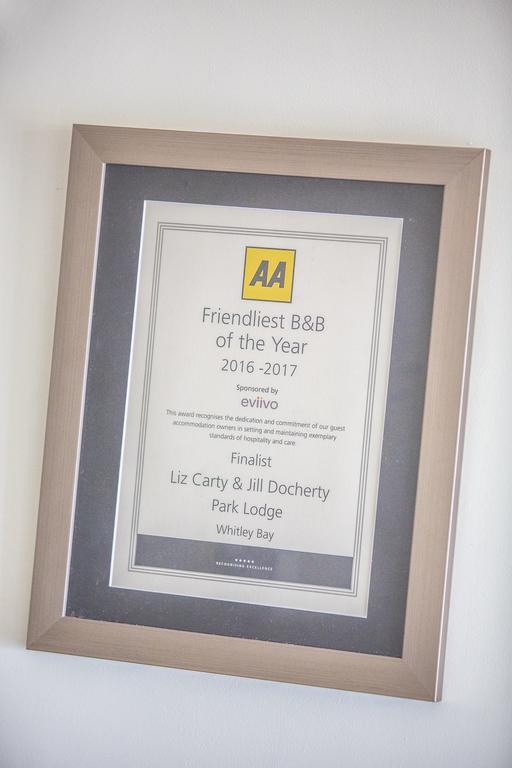 AA
Friendliest B&B
of the Year
2016 -2017
Sponsored by
eviivo
This award recognises the dedication and commitment of our guest
accommodation owners in setting and maintaining exemplary
standards of hospitality and care
Finalist
Liz Carty & Jill Docherty
Park Lodge
Whitley Bay
RECOGNISING EXCELLENCE